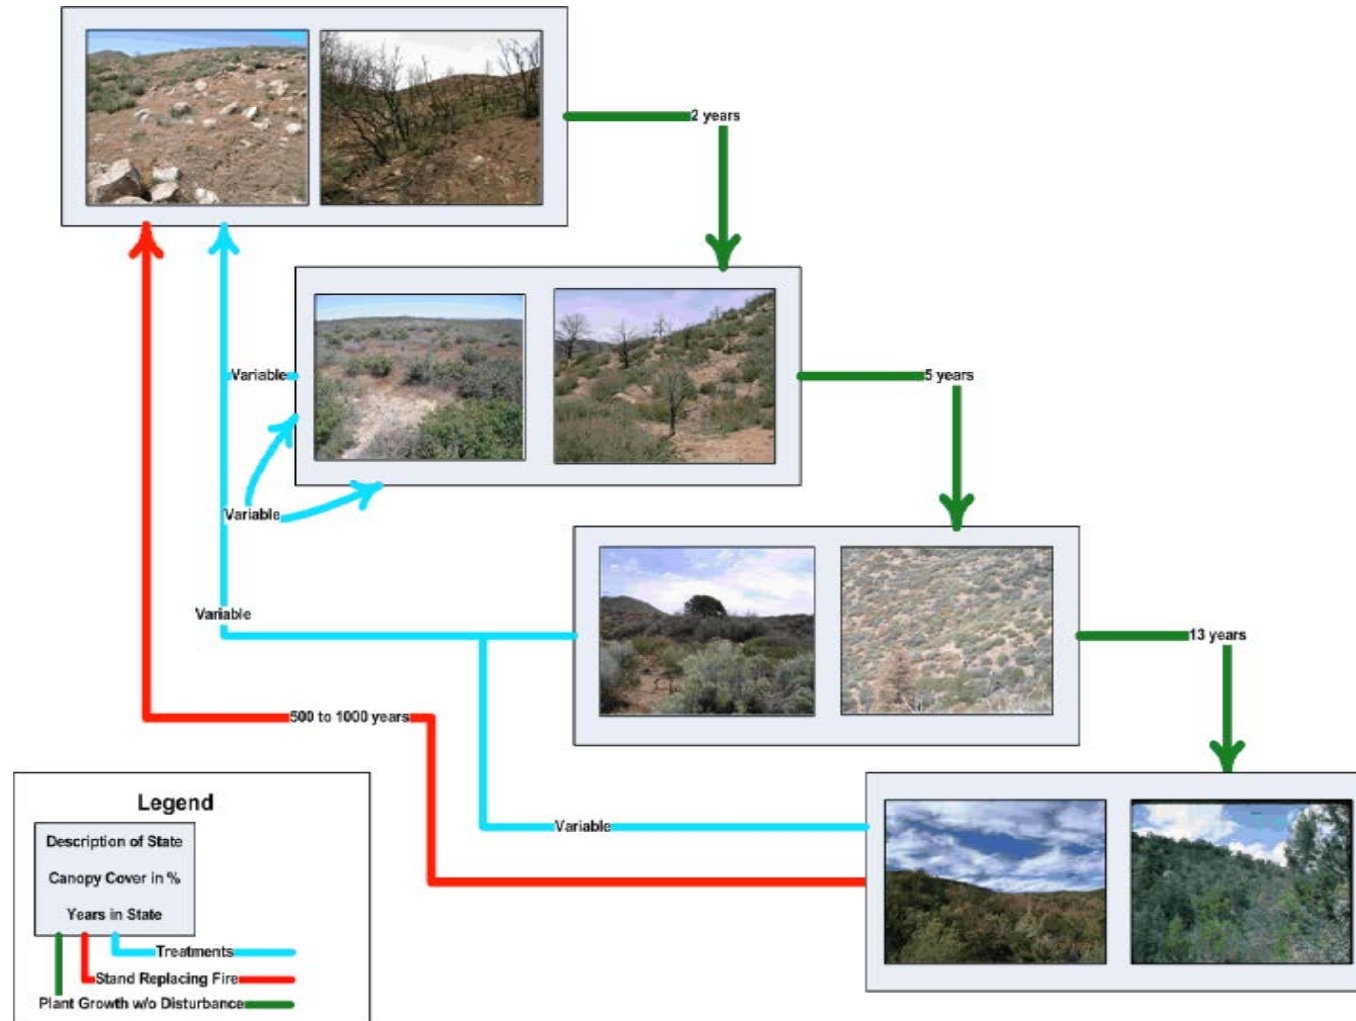 2 years
Variable
5 years
Variable
Variable
13 years
500 to 1000 years
Variable
Legend
Description of State
Canopy Cover in %
Years in State
Treatments
Stand Replacing Fire
Plant Growth w/o Disturbance